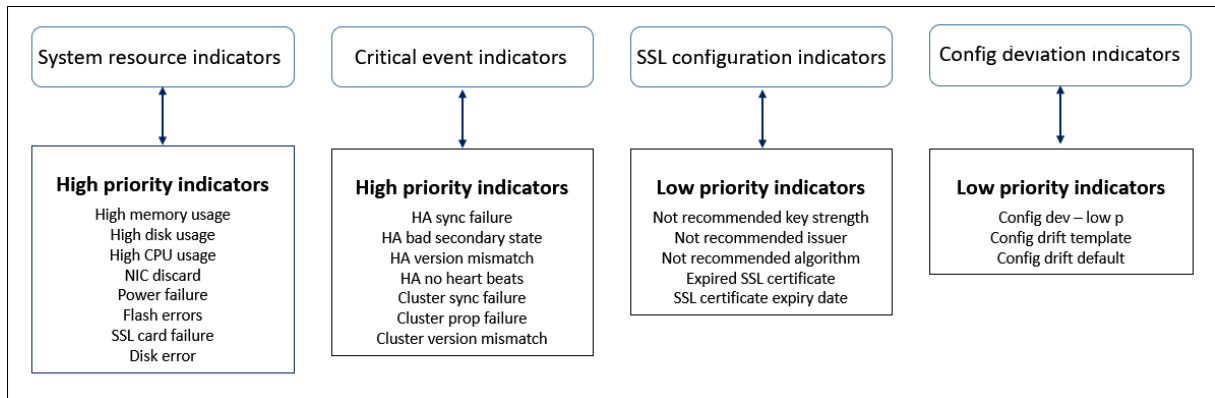 System resource indicators
High priority indicators
High memory usage
High disk usage
High CPU usage
NIC discard
Power failure
Flash errors
SSL card failure
Disk error
Critical event indicators
High priority indicators
HA sync failure
HA bad secondary state
HA version mismatch
HA no heart beats
Cluster sync failure
Cluster prop failure
Cluster version mismatch
SSL configuration indicators
Low priority indicators
Not recommended key strength
Not recommended issuer
Not recommended algorithm
Expired SSL certificate
SSL certificate expiry date
Config deviation indicators
Low priority indicators
Config dev – low p
Config drift template
Config drift default